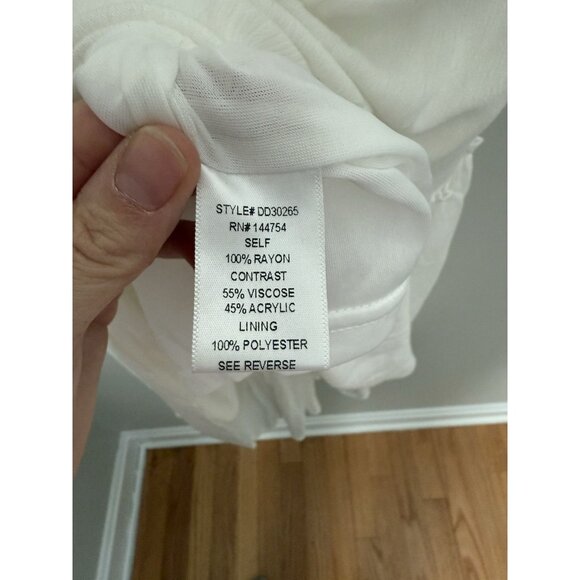 STYLE# DD30265
RN# 144754
SELF
100% RAYON
CONTRAST
55% VISCOSE
45% ACRYLIC
LINING
100% POLYESTER
SEE REVERSE